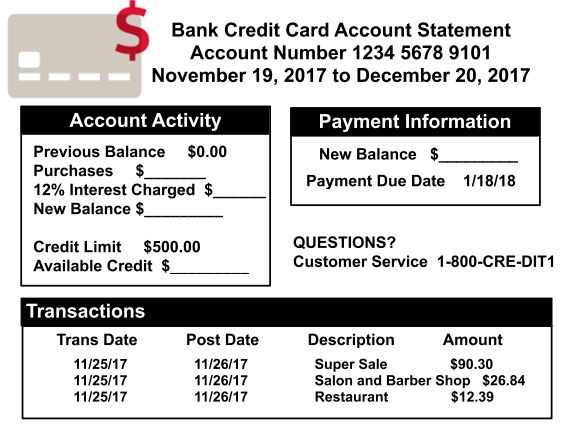 $
Bank Credit Card Account Statement
Account Number 1234 5678 9101
November 19, 2017 to December 20, 2017
Account Activity
Previous Balance $0.00
Purchases $_______
12% Interest Charged $______
New Balance $_________
Credit Limit $500.00
Available Credit $_________
Payment Information
New Balance $_________
Payment Due Date 1/18/18
QUESTIONS?
Customer Service 1-800-CRE-DIT1
Transactions
Trans Date Post Date Description Amount
11/25/17 11/26/17 Super Sale $90.30
11/25/17 11/26/17 Salon and Barber Shop $26.84
11/25/17 11/26/17 Restaurant $12.39